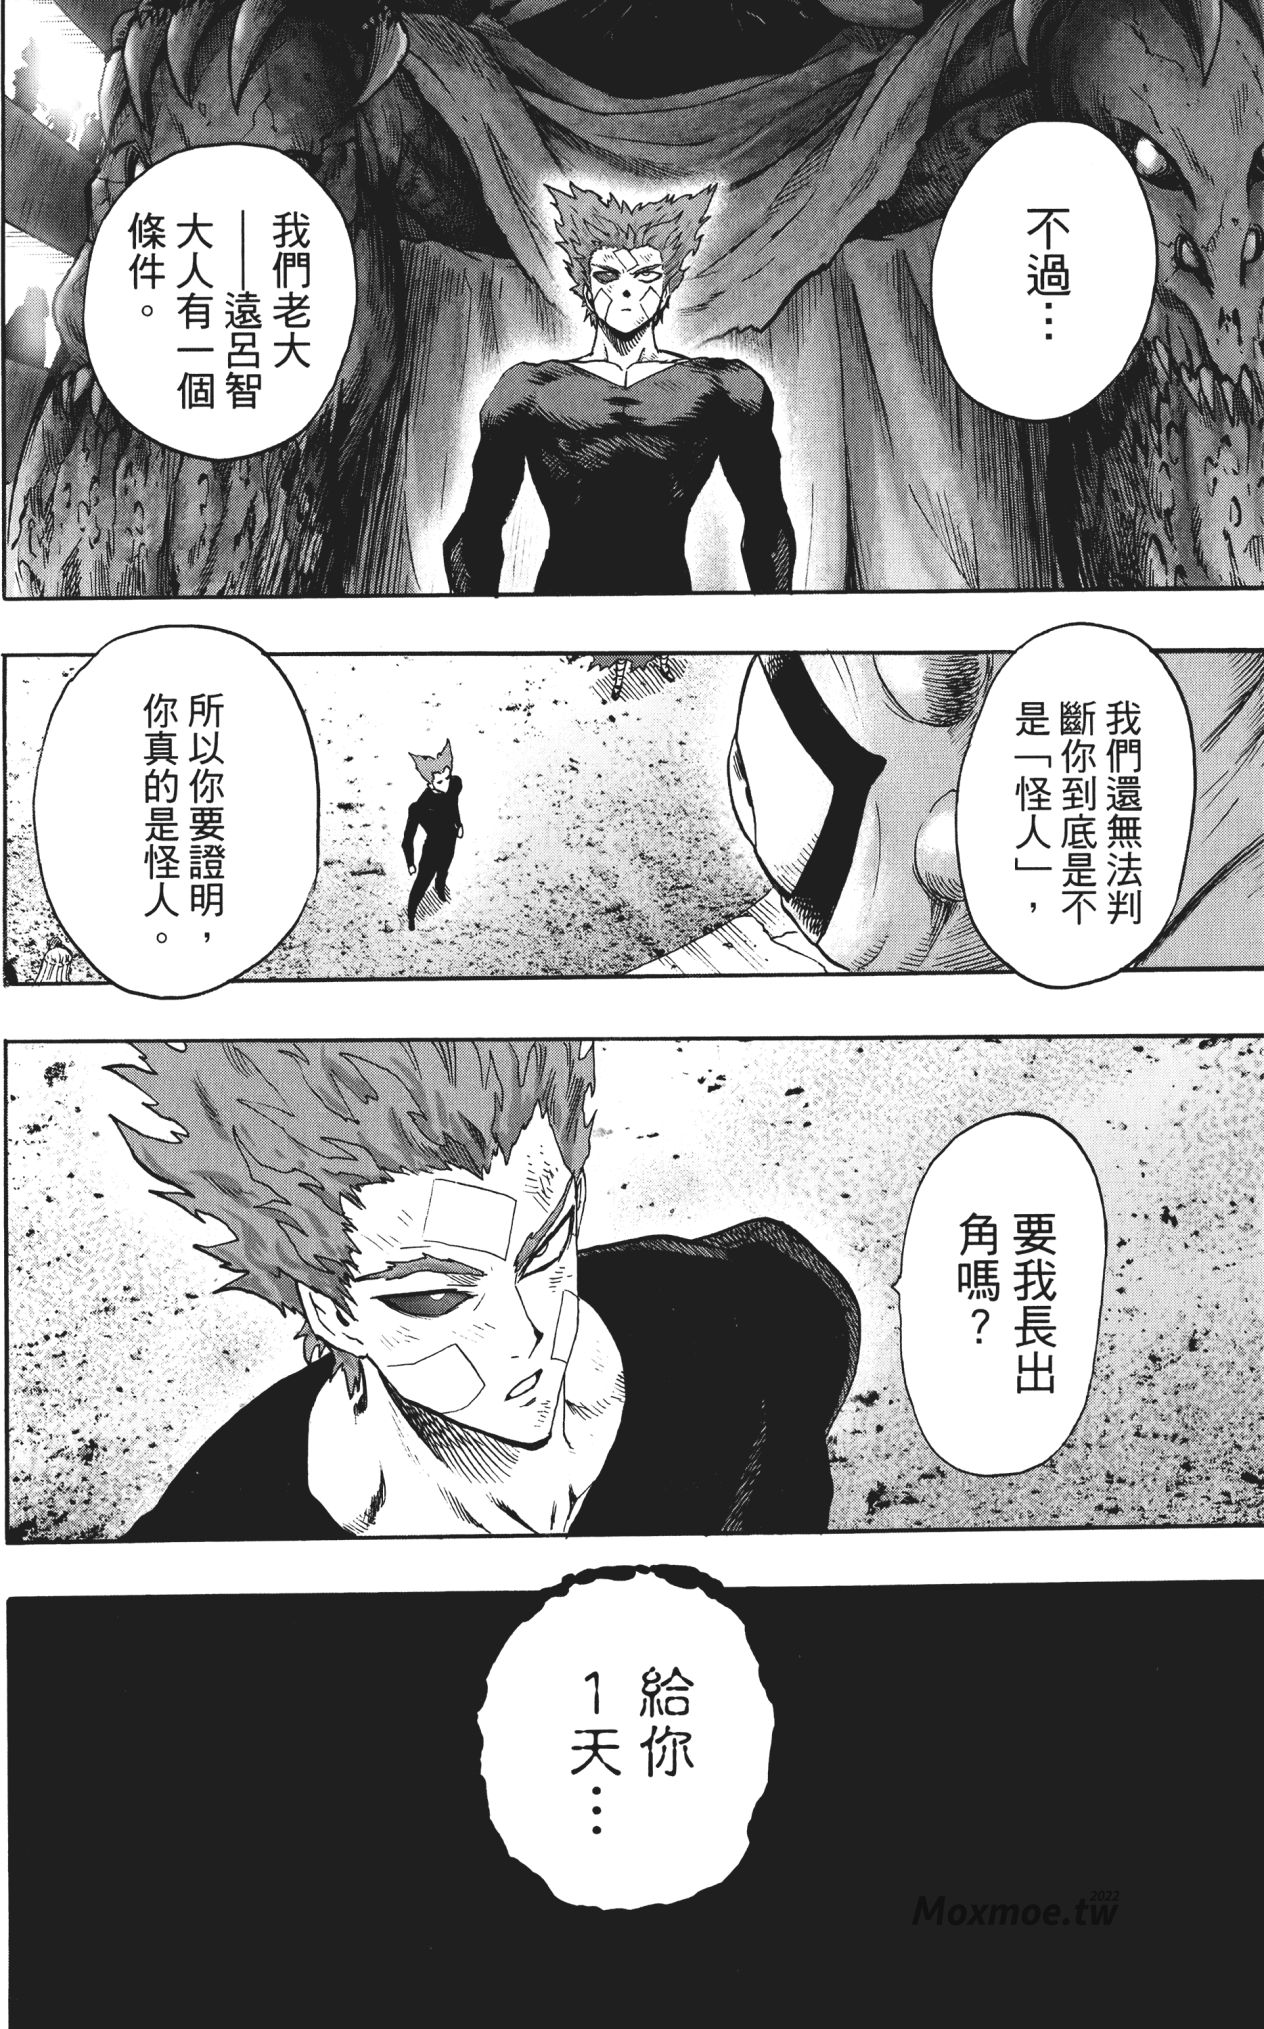 不過…
我們老大
——遠呂智
大人有一個
條件。
我們還無法判
斷你到底是不
是「怪人」，
所以你要證明，
你真的是怪人。
要我長出
角嗎？
給你
1天…
2022
Moxmoe.tw